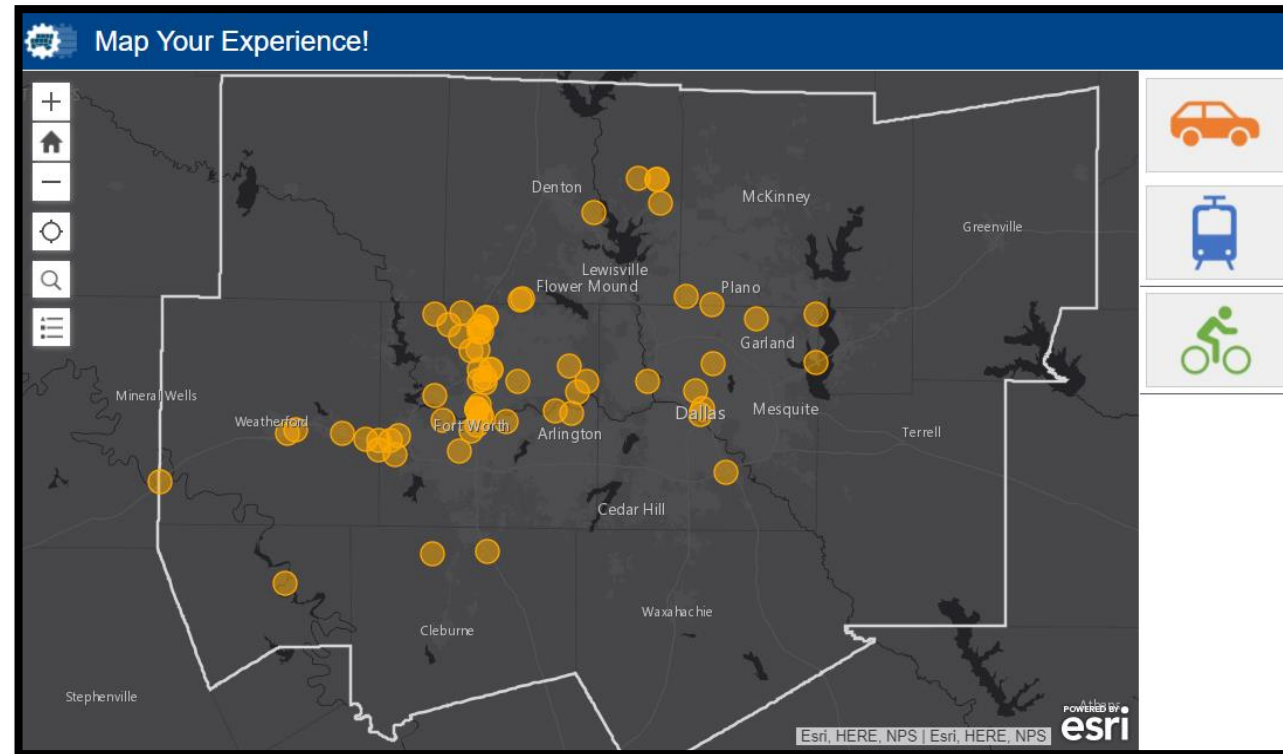 Map Your Experience!
Denton
McKinney
Greenville
Lewisville
Flower Mound
Plano
Garland
Mineral Wells
Weatherford
Fort Worth
Arlington
Dallas
Mesquite
Terrell
Cedar Hill
Waxahachie
Cleburne
Stephenville
Athens
POWERED BY
esri
Esri, HERE, NPS | Esri, HERE, NPS